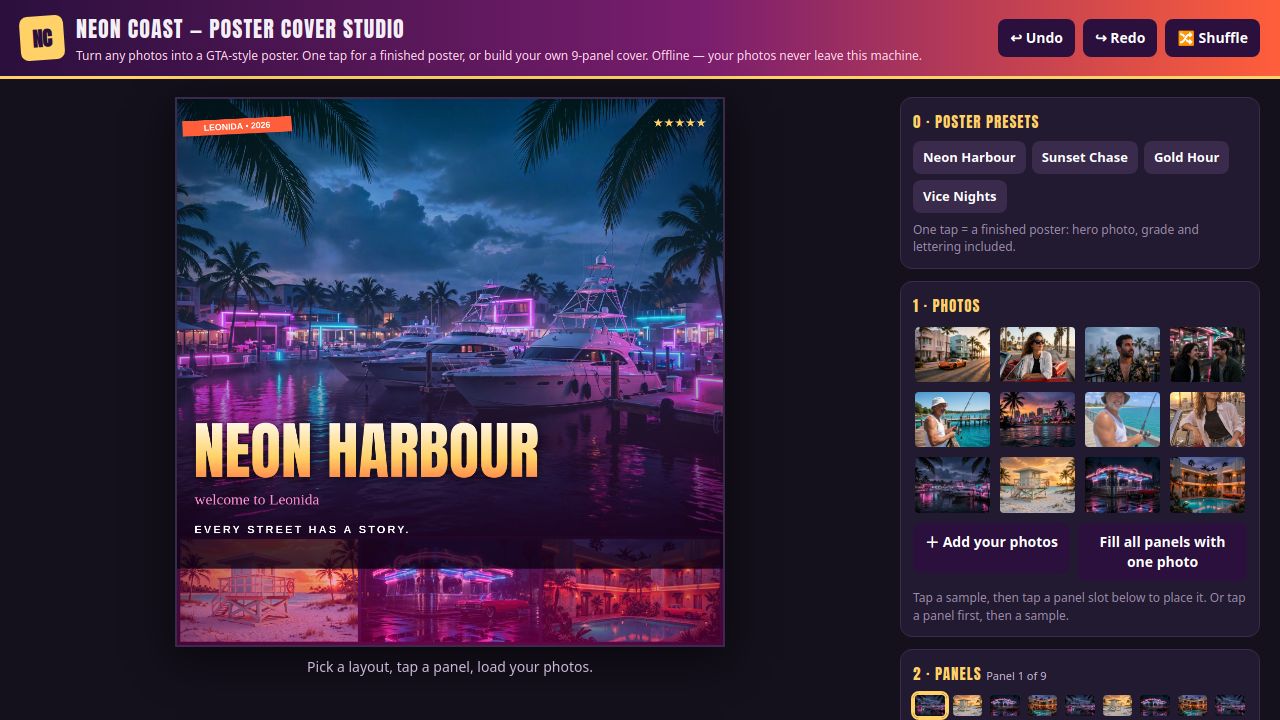 NC
NEON COAST – POSTER COVER STUDIO
Turn any photos into a GTA-style poster. One tap for a finished poster, or build your own 9-panel cover. Offline — your photos never leave this machine.
↩ Undo
↪ Redo
🔀 Shuffle
LEONIDA • 2026
★★★★★
NEON HARBOUR
welcome to Leonida
EVERY STREET HAS A STORY.
Pick a layout, tap a panel, load your photos.
0 · POSTER PRESETS
Neon Harbour
Sunset Chase
Gold Hour
Vice Nights
One tap = a finished poster: hero photo, grade and
lettering included.
1 · PHOTOS
＋ Add your photos
Fill all panels with
one photo
Tap a sample, then tap a panel slot below to place it. Or tap
a panel first, then a sample.
2 · PANELS Panel 1 of 9